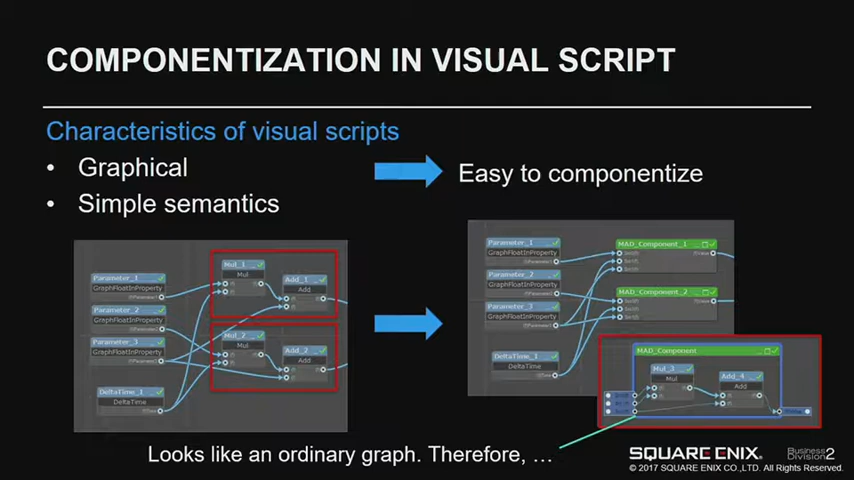 COMPONENTIZATION IN VISUAL SCRIPT
Characteristics of visual scripts
• Graphical
Easy to componentize
• Simple semantics
Parameter_1
GraphFloatInProperty
Parameter_2
GraphFloatInProperty
Parameter_3
GraphFloatInProperty
DeltaTime_1
DeltaTime
Mul_1
Mul
Add_1
Add
Mul_2
Mul
Add_2
Add
Parameter_1
GraphFloatInProperty
Parameter_2
GraphFloatInProperty
Parameter_3
GraphFloatInProperty
DeltaTime_1
DeltaTime
MAD_Component_1
MAD_Component_2
MAD_Component
Mul_3
Mul
Add_4
Add
Looks like an ordinary graph. Therefore, …
SQUARE ENIX.
Business
Division2
© 2017 SQUARE ENIX CO.,LTD. All Rights Reserved.